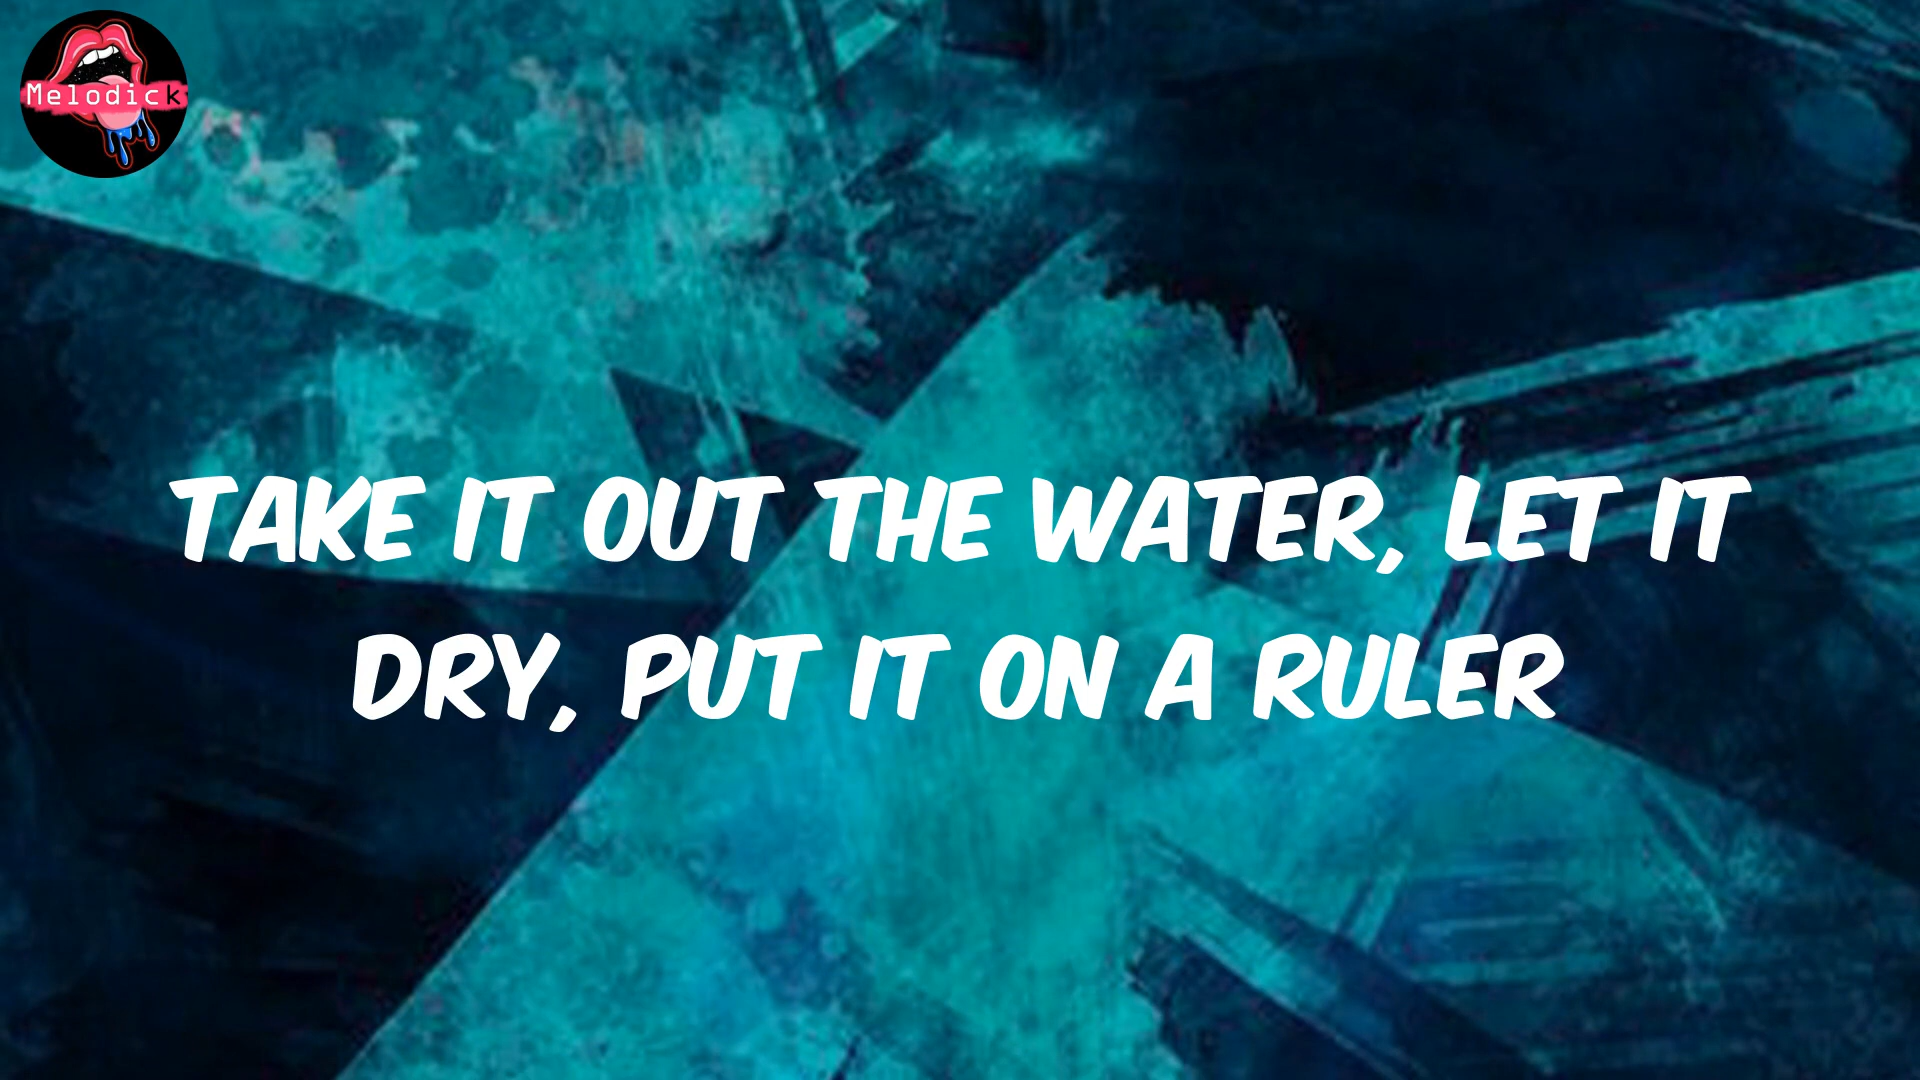 Melodick
TAKE IT OUT THE WATER, LET IT
DRY, PUT IT ON A RULER